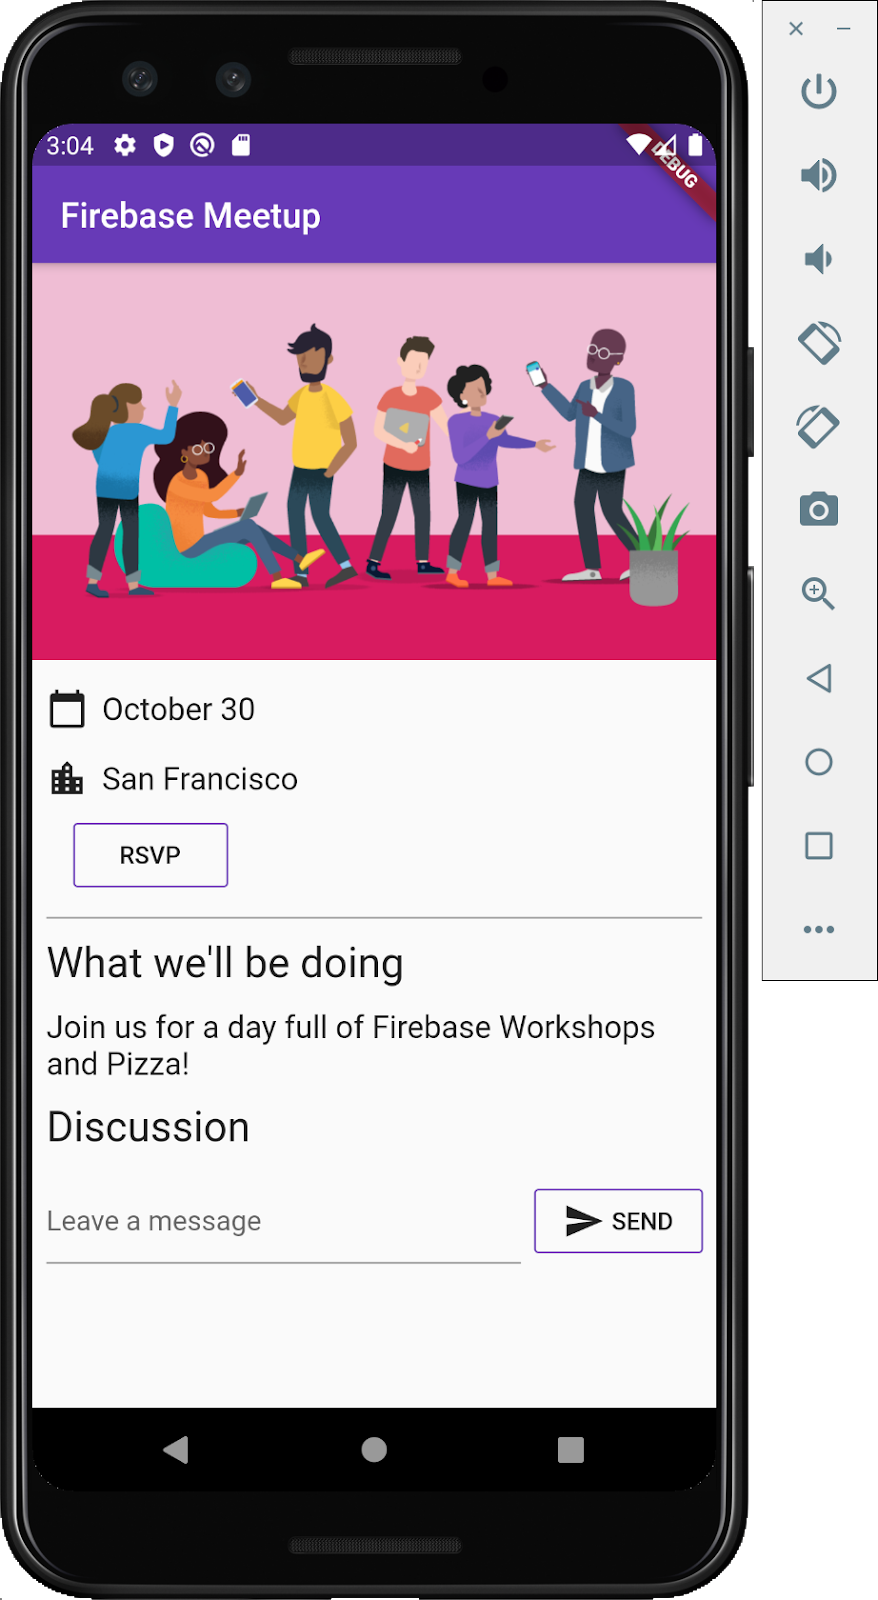 3:04
DEBUG
Firebase Meetup
October 30
San Francisco
RSVP
What we'll be doing
Join us for a day full of Firebase Workshops
and Pizza!
Discussion
Leave a message
SEND